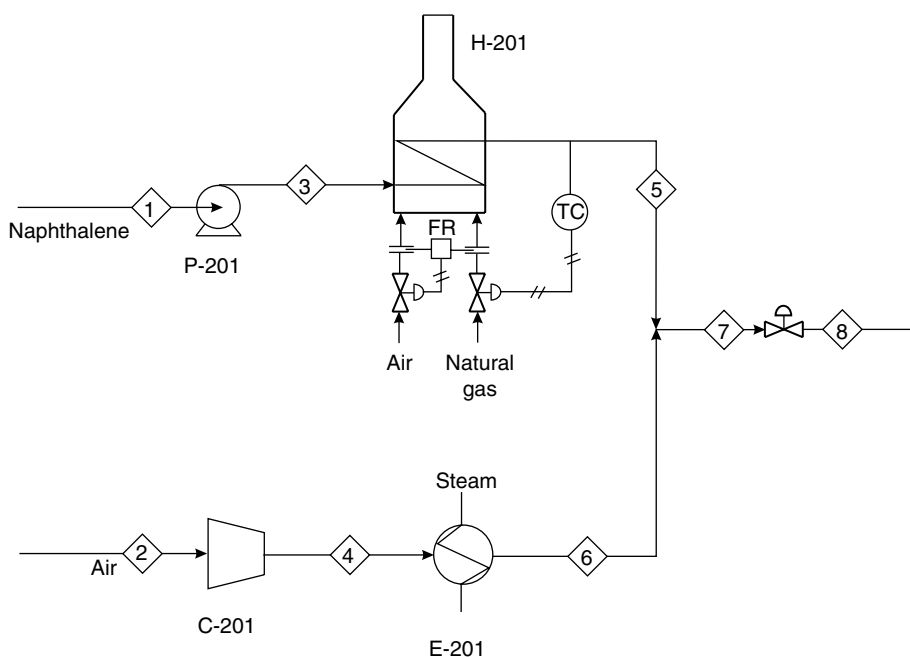 H-201
3
1
5
TC
FR
Naphthalene
P-201
7
8
Air
Natural
gas
Steam
2
4
6
Air
C-201
E-201